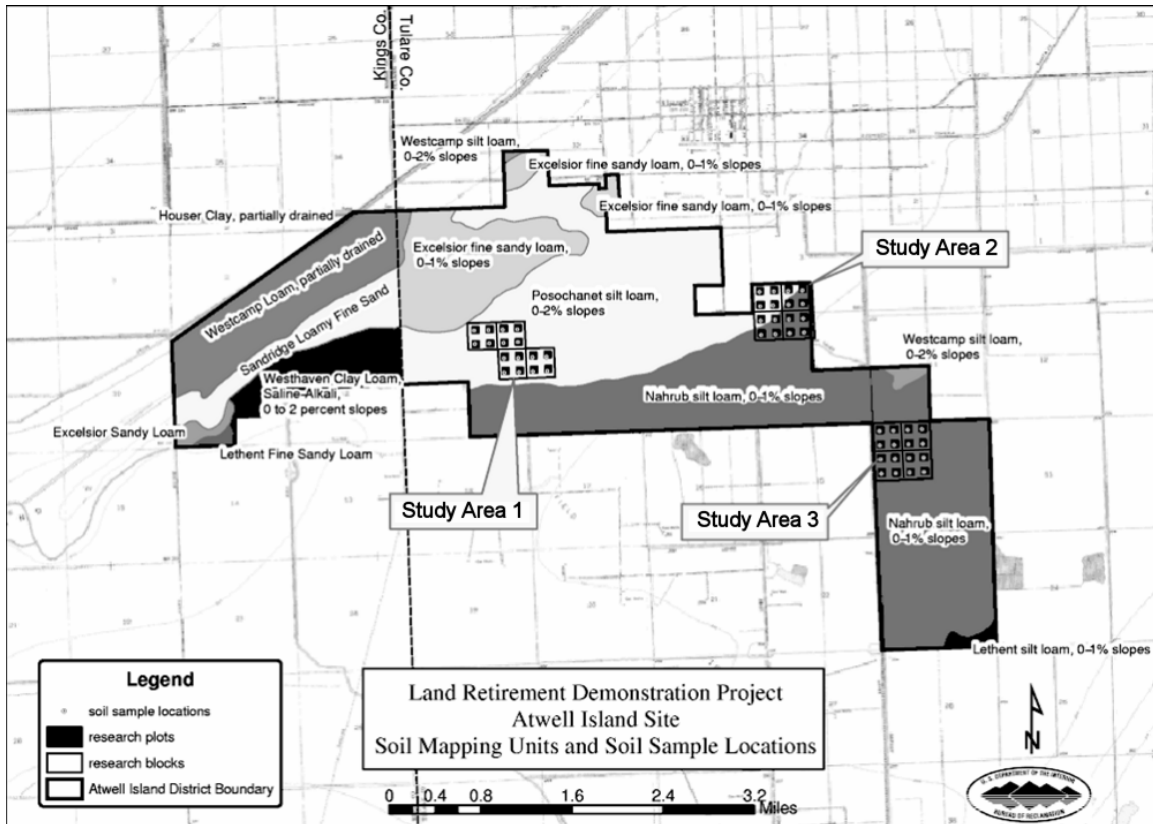 Kings Co.
Tulare Co.
Westcamp silt loam,
0-2% slopes
Excelsior fine sandy loam, 0-1% slopes
Houser Clay, partially drained
Excelsior fine sandy loam, 0-1% slopes
Excelsior fine sandy loam,
0-1% slopes
Study Area 2
Westcamp Loam, partially drained
Posochanet silt loam,
0-2% slopes
Sandridge Loamy Fine Sand
Westcamp silt loam,
0-2% slopes
Westhaven Clay Loam,
Saline-Alkali,
0 to 2 percent slopes
Nahrub silt loam, 0-1% slopes
Excelsior Sandy Loam
Lethent Fine Sandy Loam
Study Area 1
Study Area 3
Nahrub silt loam,
0-1% slopes
Lethent silt loam, 0-1% slopes
Legend
soil sample locations
research plots
research blocks
Atwell Island District Boundary
Land Retirement Demonstration Project
Atwell Island Site
Soil Mapping Units and Soil Sample Locations
0 0.4 0.8 1.6 2.4 3.2
Miles
N
U. S. DEPARTMENT OF THE INTERIOR
BUREAU OF RECLAMATION